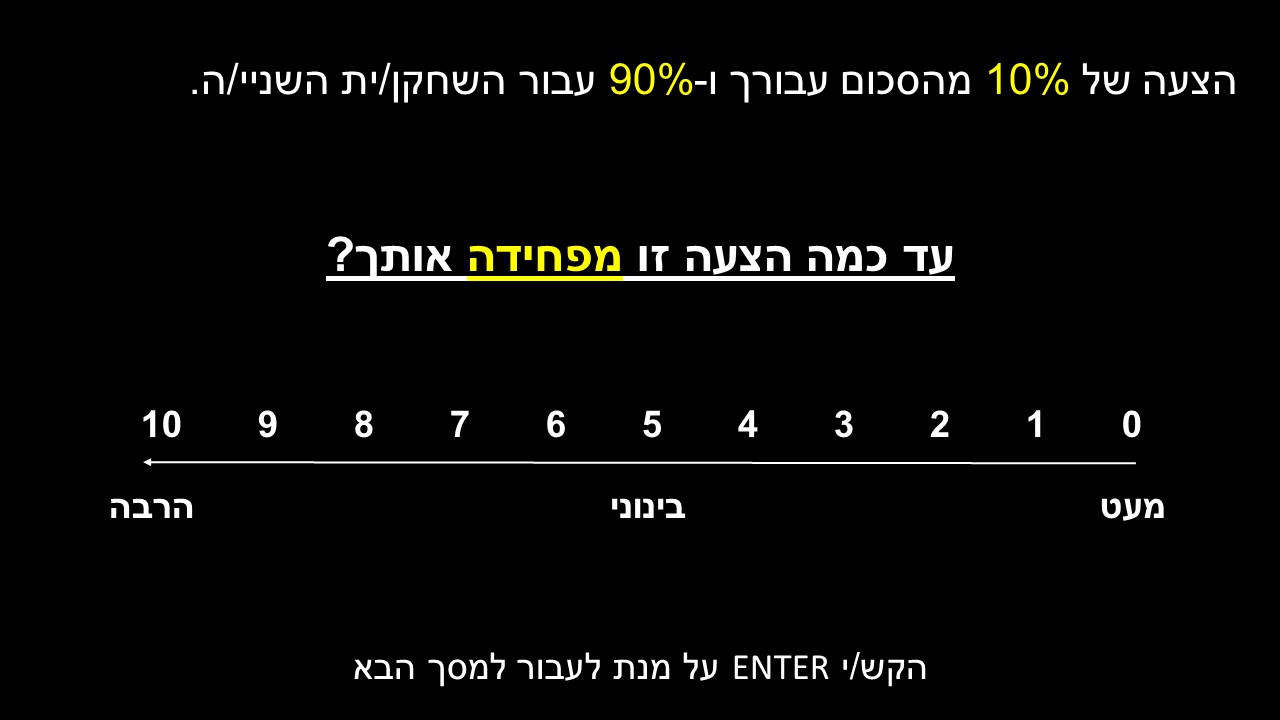 הצעה של 10% מהסכום עבורך ו-90% עבור השחקן/ית השניי/ה.
עד כמה הצעה זו מפחידה אותך?
0 1 2 3 4 5 6 7 8 9 10
מעט בינוני הרבה
הקש/י ENTER על מנת לעבור למסך הבא